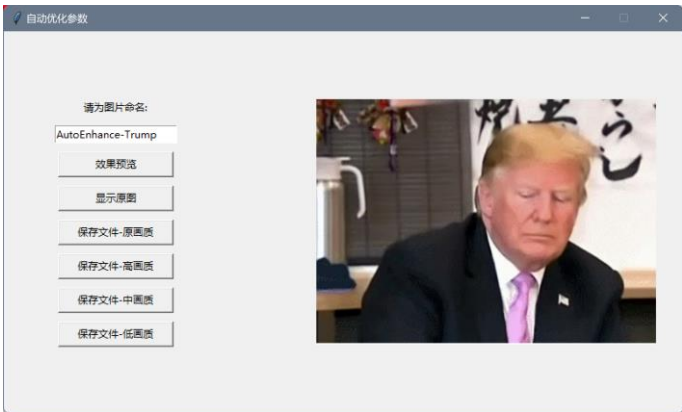 自动优化参数
请为图片命名:
AutoEnhance-Trump
效果预览
显示原图
保存文件-原画质
保存文件-高画质
保存文件-中画质
保存文件-低画质